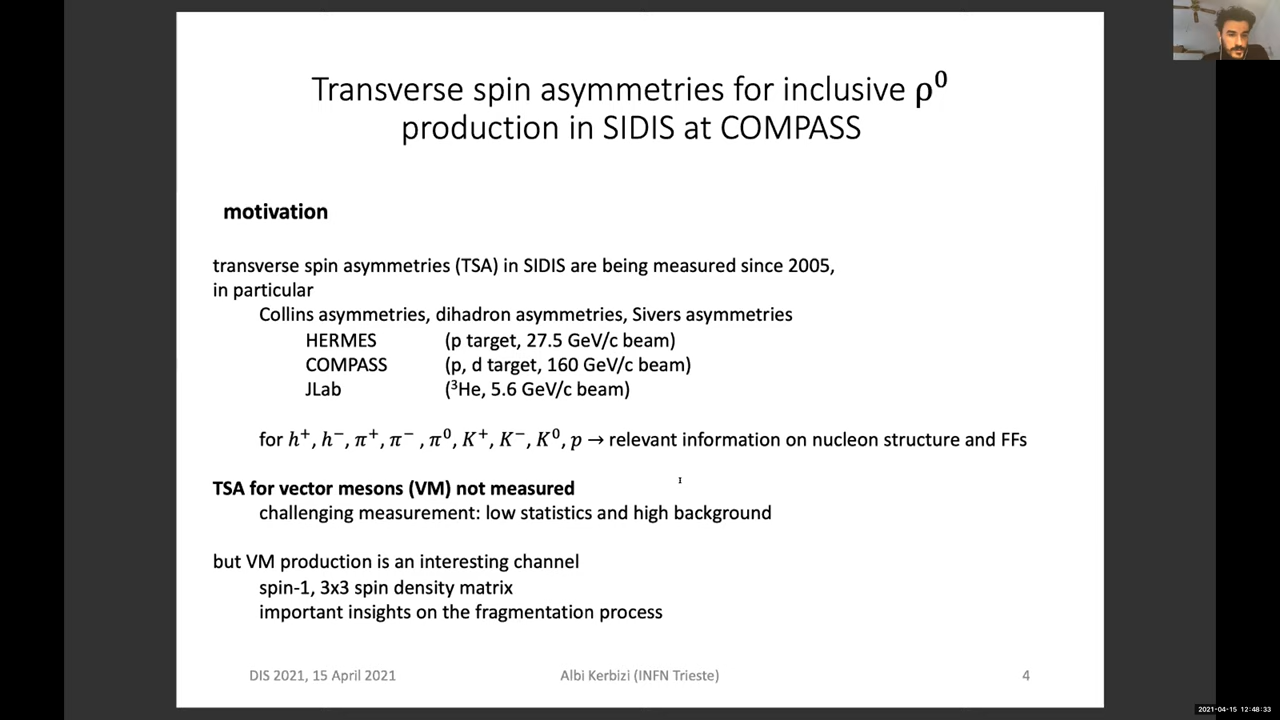 Transverse spin asymmetries for inclusive ρ⁰
production in SIDIS at COMPASS
motivation
transverse spin asymmetries (TSA) in SIDIS are being measured since 2005,
in particular
Collins asymmetries, dihadron asymmetries, Sivers asymmetries
HERMES (p target, 27.5 GeV/c beam)
COMPASS (p, d target, 160 GeV/c beam)
JLab (³He, 5.6 GeV/c beam)
for h⁺, h⁻, π⁺, π⁻ , π⁰, K⁺, K⁻, K⁰, p → relevant information on nucleon structure and FFs
TSA for vector mesons (VM) not measured
challenging measurement: low statistics and high background
but VM production is an interesting channel
spin-1, 3x3 spin density matrix
important insights on the fragmentation process
DIS 2021, 15 April 2021 Albi Kerbizi (INFN Trieste) 4
2021-04-15 12:48:33